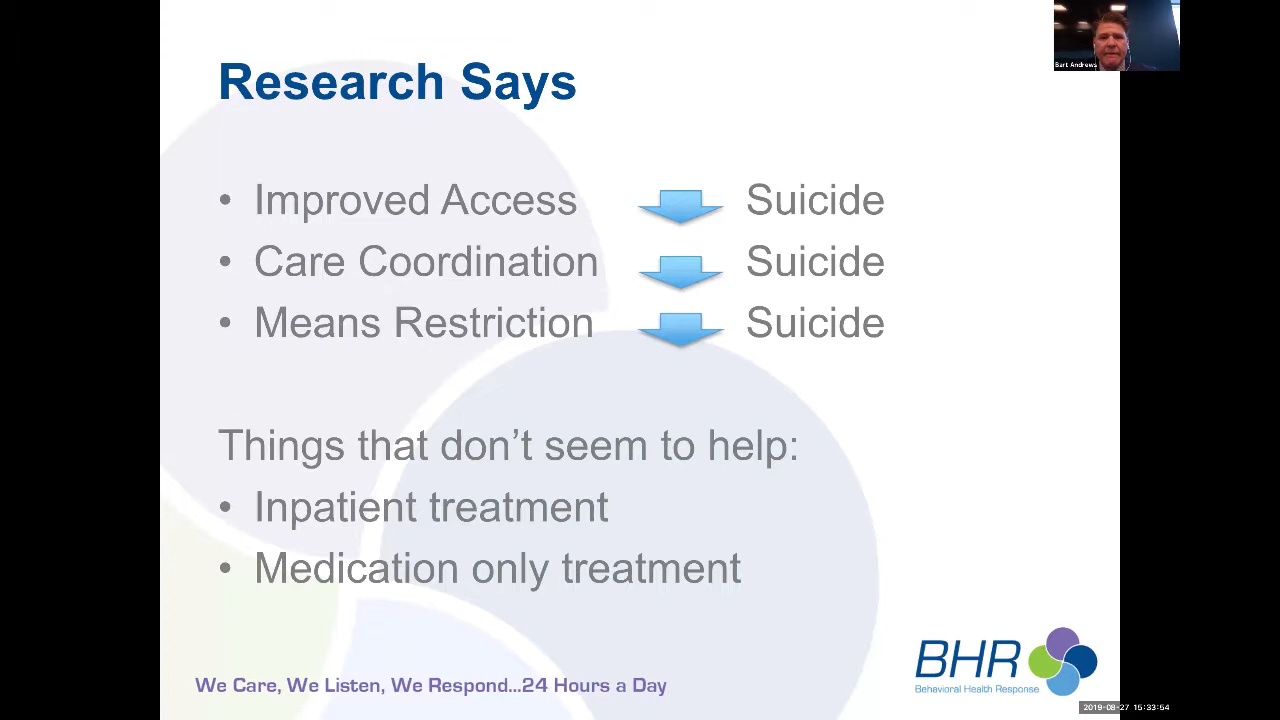 Bart Andrews
Research Says
• Improved Access Suicide
• Care Coordination Suicide
• Means Restriction Suicide
Things that don’t seem to help:
• Inpatient treatment
• Medication only treatment
We Care, We Listen, We Respond...24 Hours a Day
BHR
Behavioral Health Response
2019-08-27 15:33:54